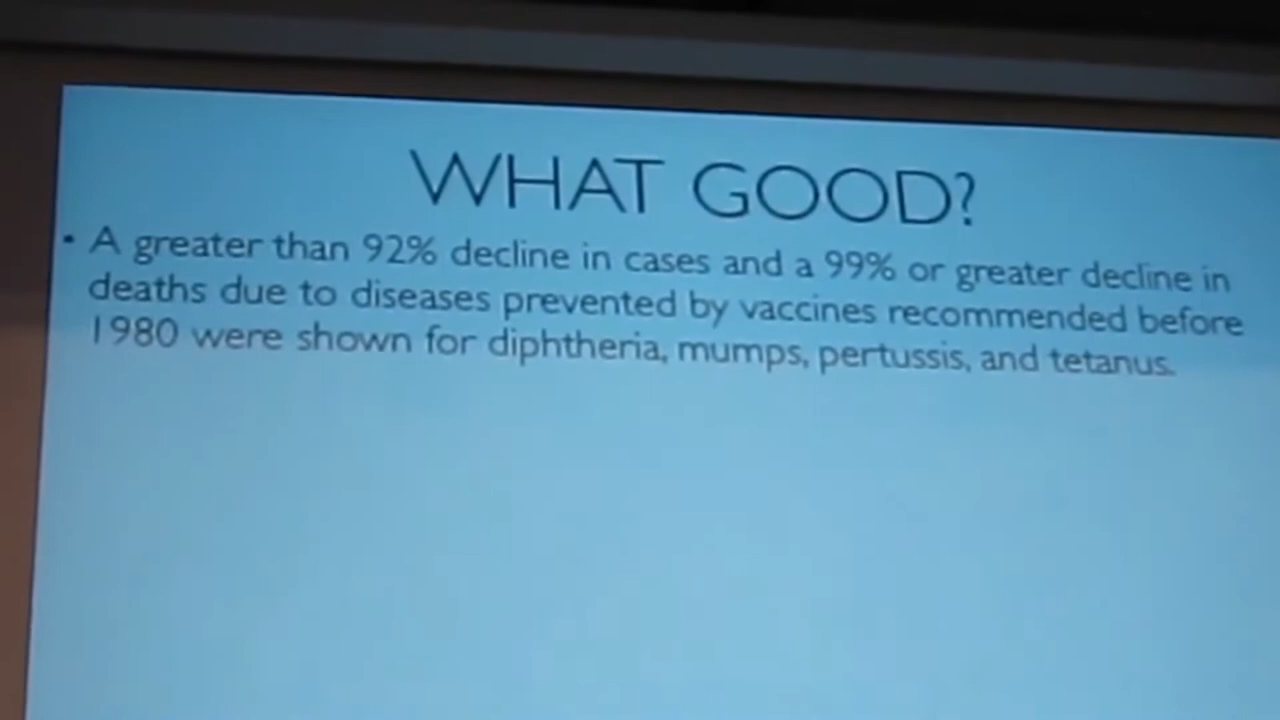 WHAT GOOD?
• A greater than 92% decline in cases and a 99% or greater decline in
deaths due to diseases prevented by vaccines recommended before
1980 were shown for diphtheria, mumps, pertussis, and tetanus.